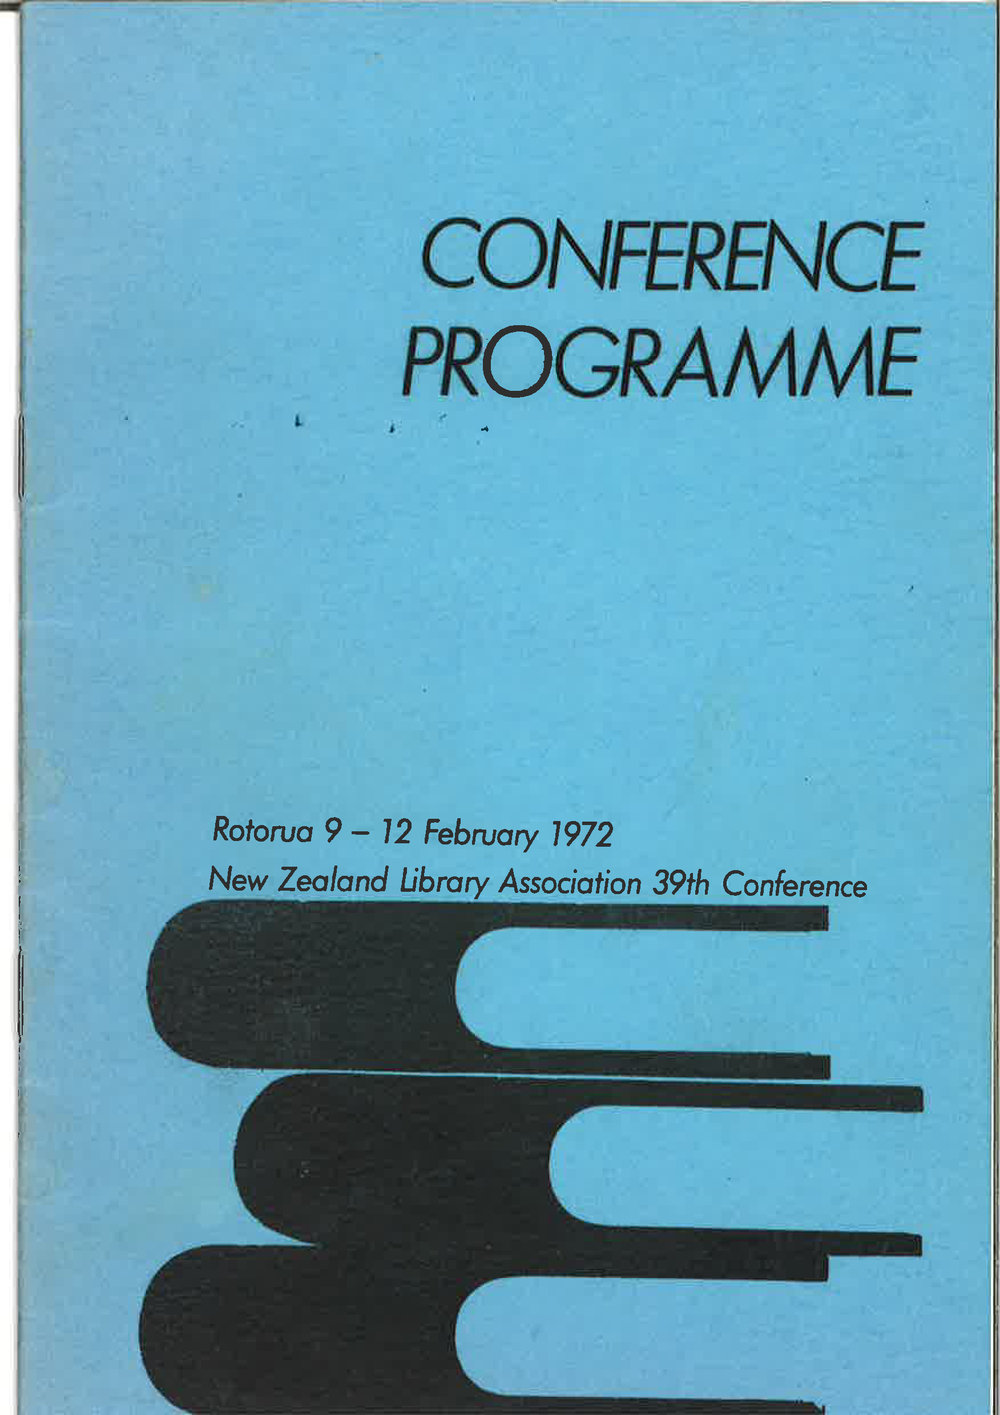 CONFERENCE
PROGRAMME
Rotorua 9 – 12 February 1972
New Zealand Library Association 39th Conference